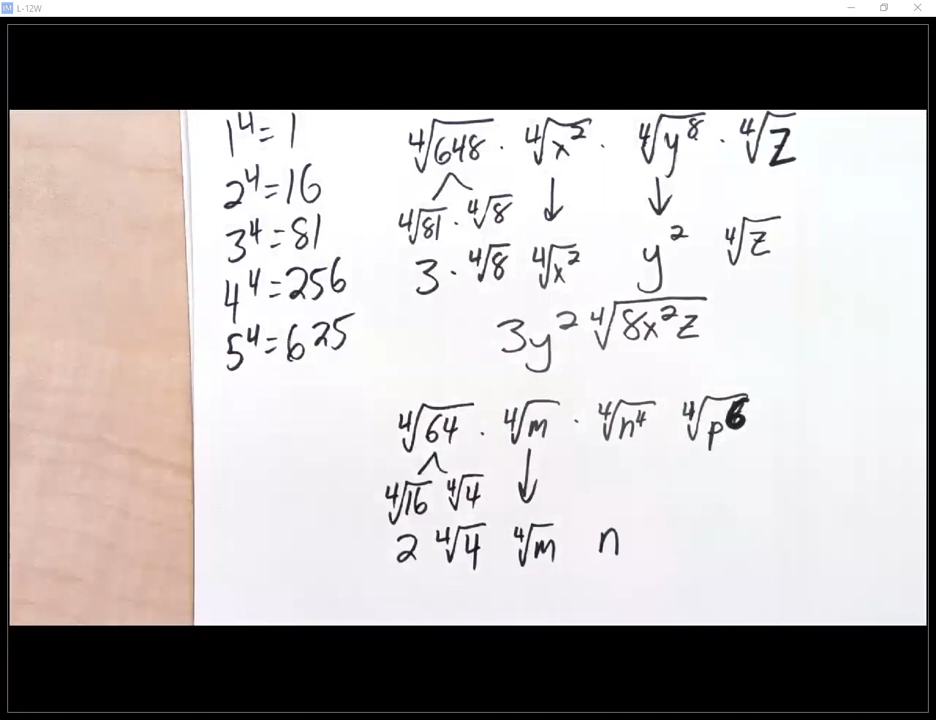 L-12W
1⁴=1
2⁴=16
3⁴=81
4⁴=256
5⁴=625
⁴√648 · ⁴√x² · ⁴√y⁸ · ⁴√z
⁴√81 · ⁴√8 ↓ ↓
3 · ⁴√8 ⁴√x² y² ⁴√z
3y² ⁴√8x²z
⁴√64 · ⁴√m · ⁴√n⁴ ⁴√p⁶
⁴√16 ⁴√4 ↓
2 ⁴√4 ⁴√m n